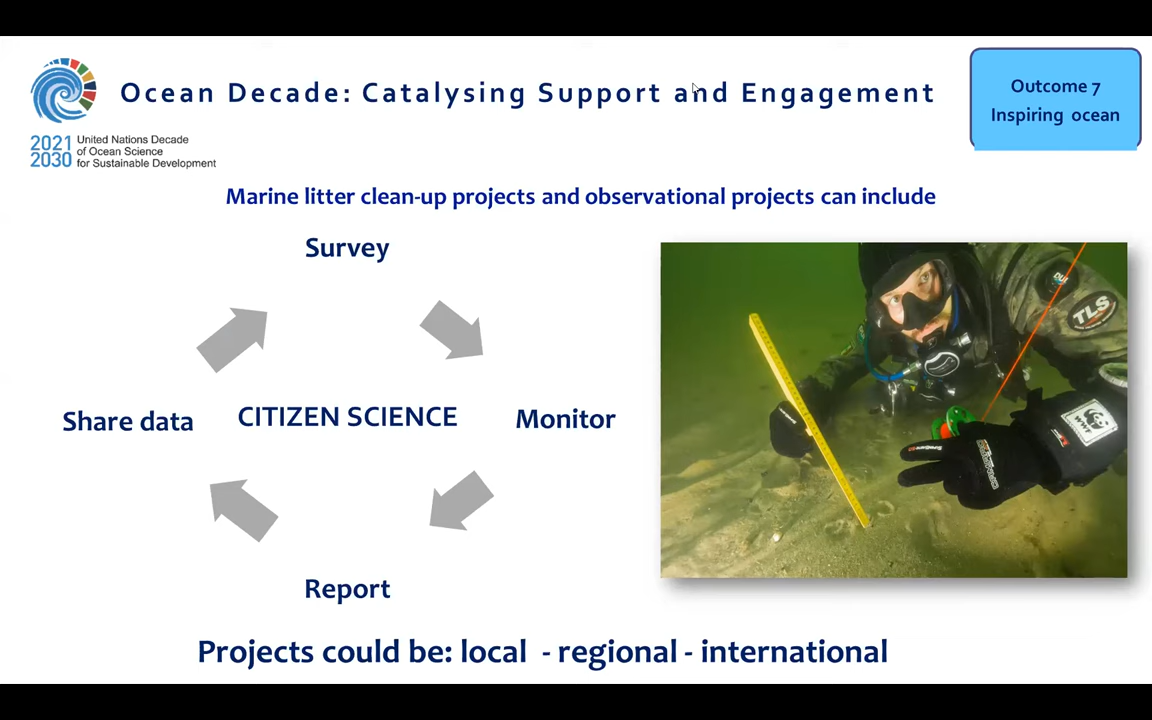 Ocean Decade: Catalysing Support and Engagement
Outcome 7
Inspiring ocean
2021
2030
United Nations Decade
of Ocean Science
for Sustainable Development
Marine litter clean-up projects and observational projects can include
Survey
Share data
CITIZEN SCIENCE
Monitor
Report
TLS
WWF
Projects could be: local - regional - international